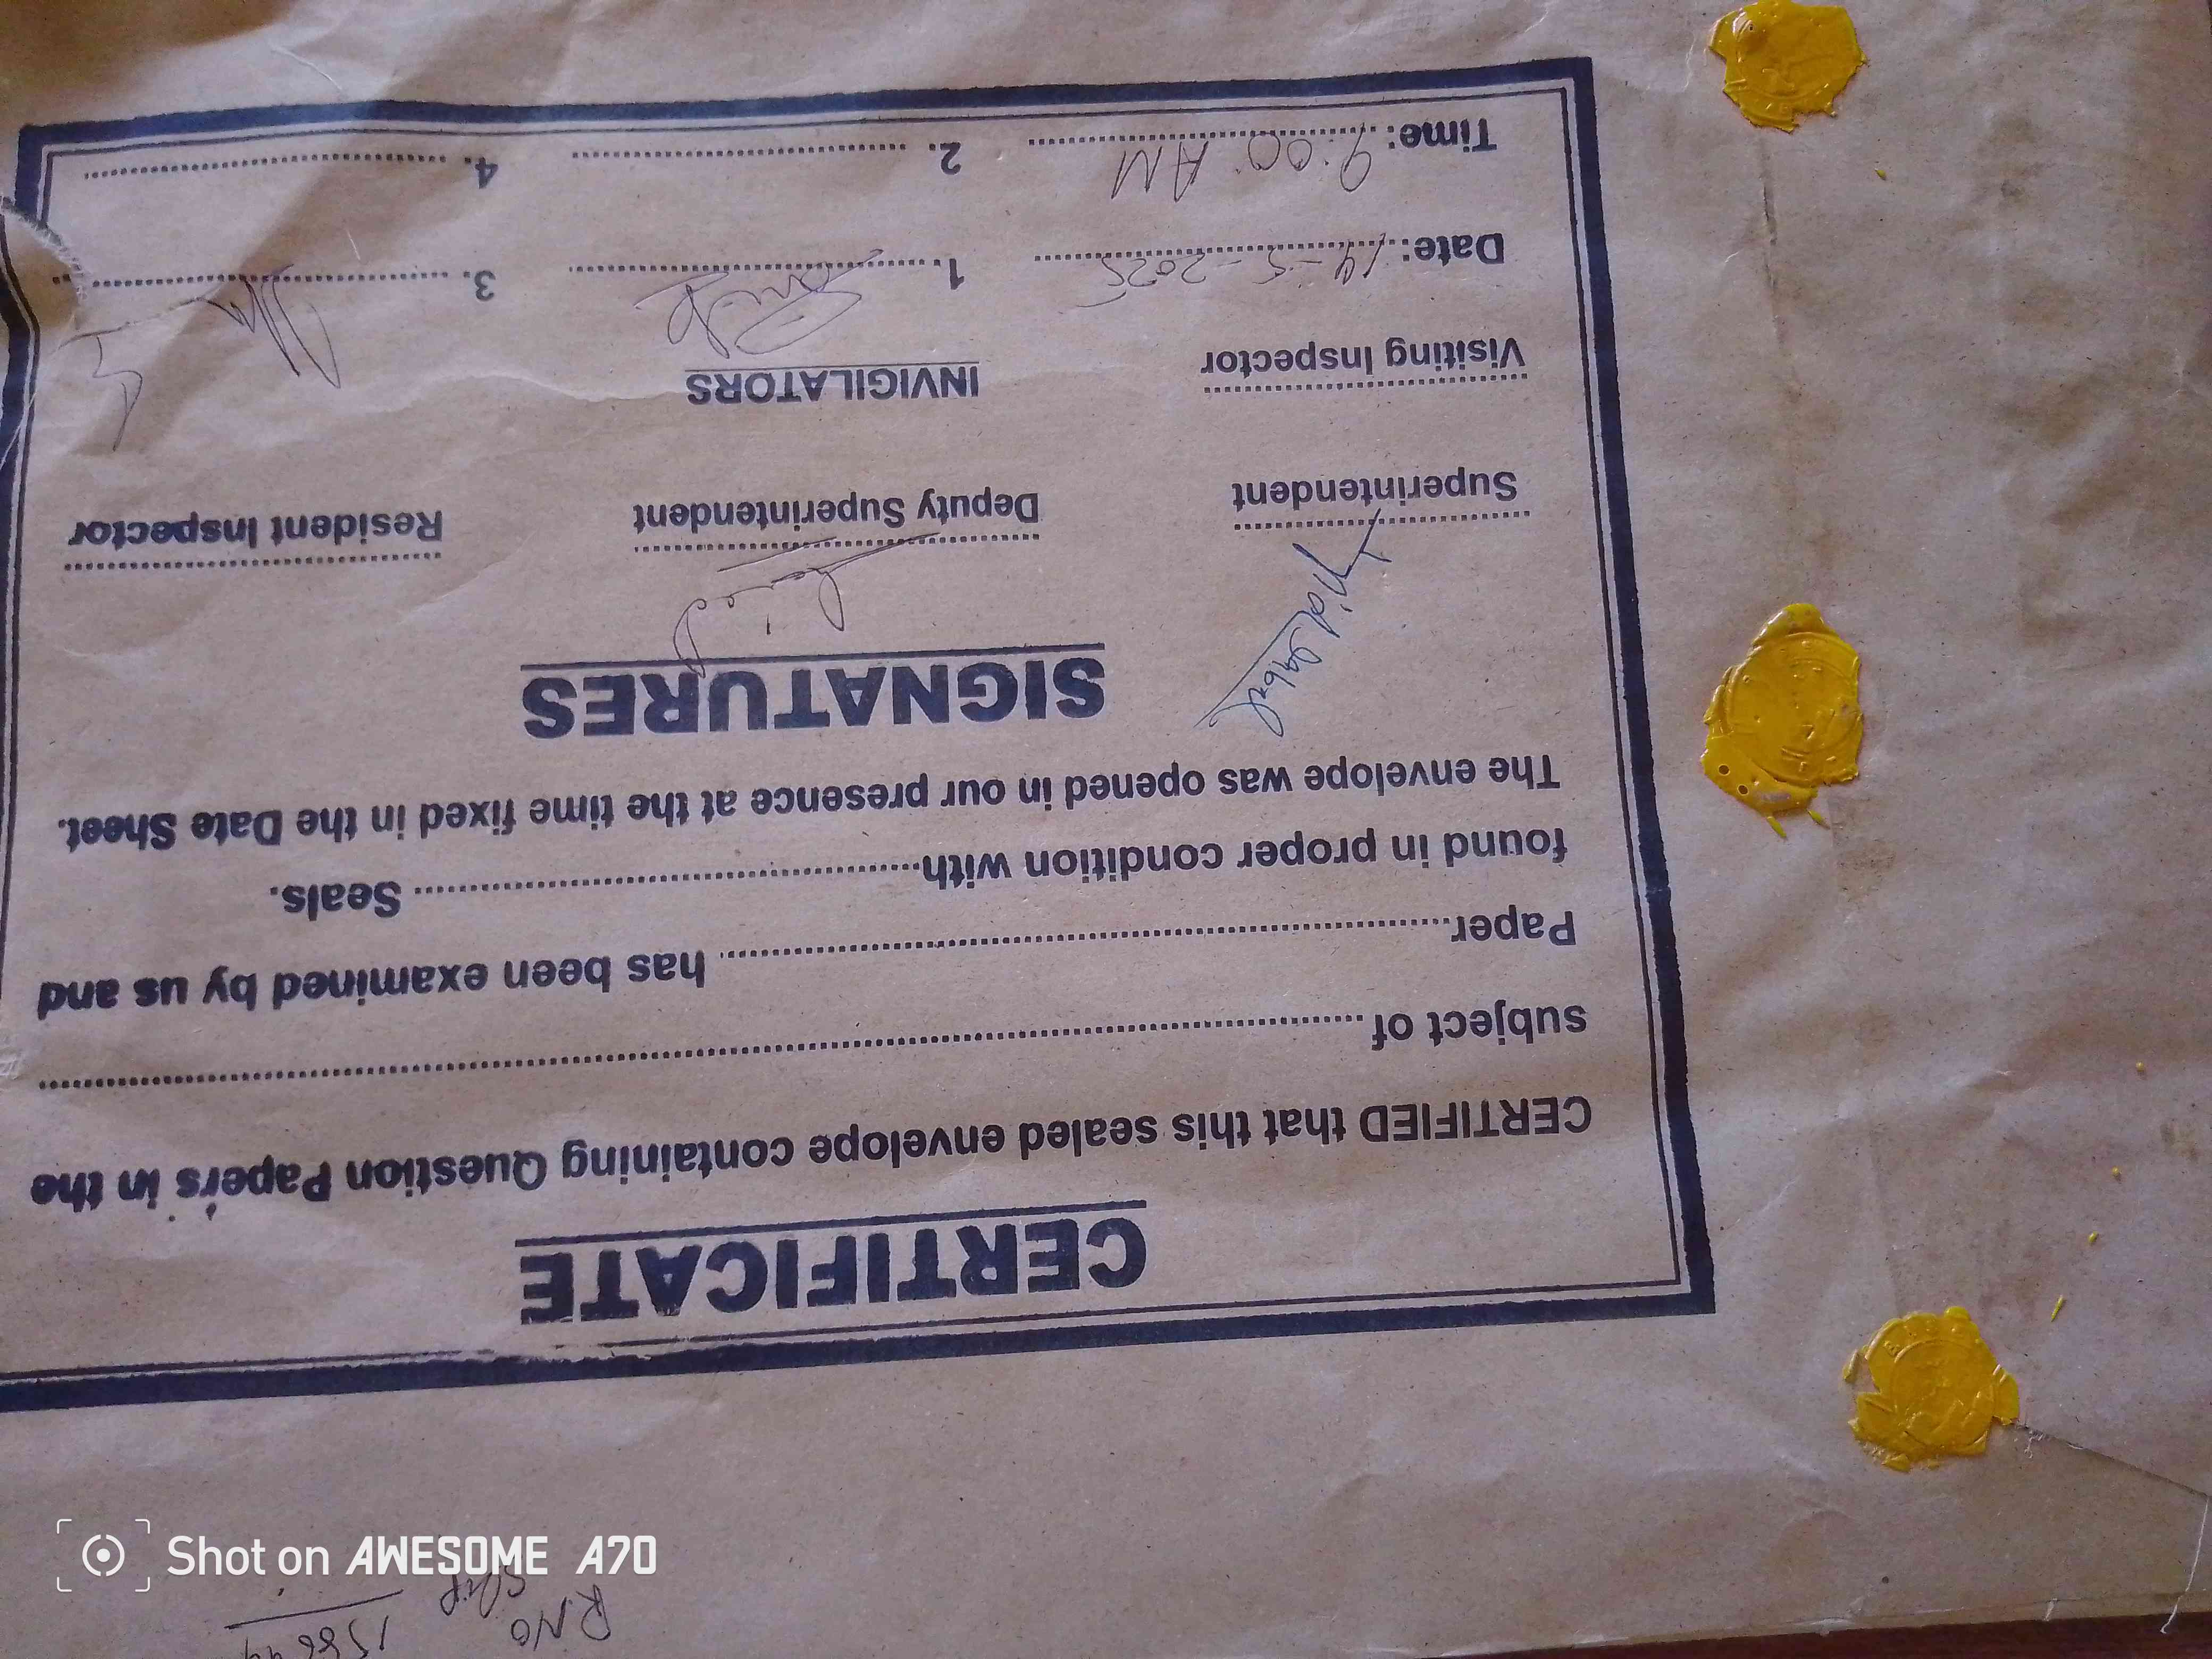 CERTIFICATE
CERTIFIED that this sealed envelope containing Question Papers in the
subject of
Paper has been examined by us and
found in proper condition with Seals.
The envelope was opened in our presence at the time fixed in the Date Sheet.
SIGNATURES
Superintendent Deputy Superintendent Resident Inspector
Visiting Inspector INVIGILATORS
Date: 14-5-2025 1. 3.
Time: 9:00 AM 2. 4.
R.NO
Shot on AWESOME A70